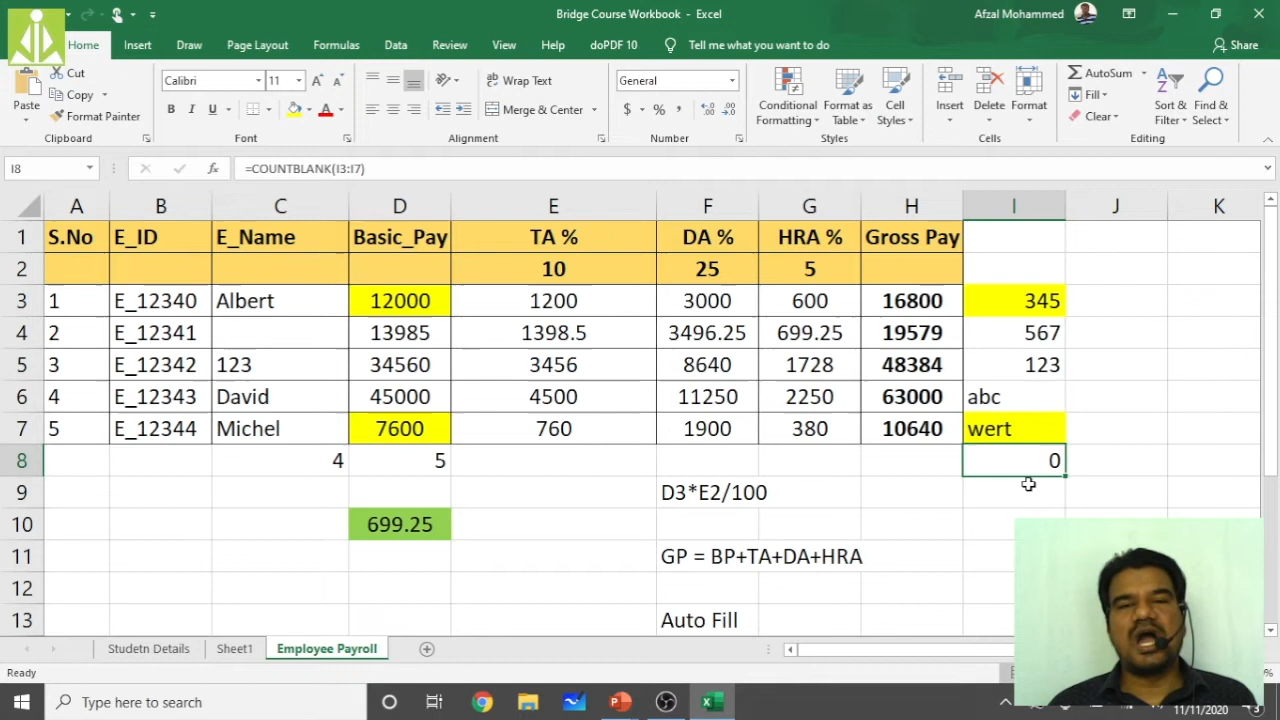 Bridge Course Workbook - Excel
Afzal Mohammed
Home Insert Draw Page Layout Formulas Data Review View Help doPDF 10 Tell me what you want to do Share
Paste
Cut
Copy
Format Painter
Clipboard
Calibri 11
B I U
Font
Wrap Text
Merge & Center
Alignment
General
$ % ,
Number
Conditional Formatting
Format as Table
Cell Styles
Styles
Insert Delete Format
Cells
AutoSum
Fill
Clear
Sort & Filter
Find & Select
Editing
I8 fx =COUNTBLANK(I3:I7)
A B C D E F G H I J K
1 S.No E_ID E_Name Basic_Pay TA % DA % HRA % Gross Pay
2 10 25 5
3 1 E_12340 Albert 12000 1200 3000 600 16800 345
4 2 E_12341 13985 1398.5 3496.25 699.25 19579 567
5 3 E_12342 123 34560 3456 8640 1728 48384 123
6 4 E_12343 David 45000 4500 11250 2250 63000 abc
7 5 E_12344 Michel 7600 760 1900 380 10640 wert
8 4 5 0
9 D3*E2/100
10 699.25
11 GP = BP+TA+DA+HRA
12
13 Auto Fill
Studetn Details Sheet1 Employee Payroll
Ready
Type here to search
11/11/2020